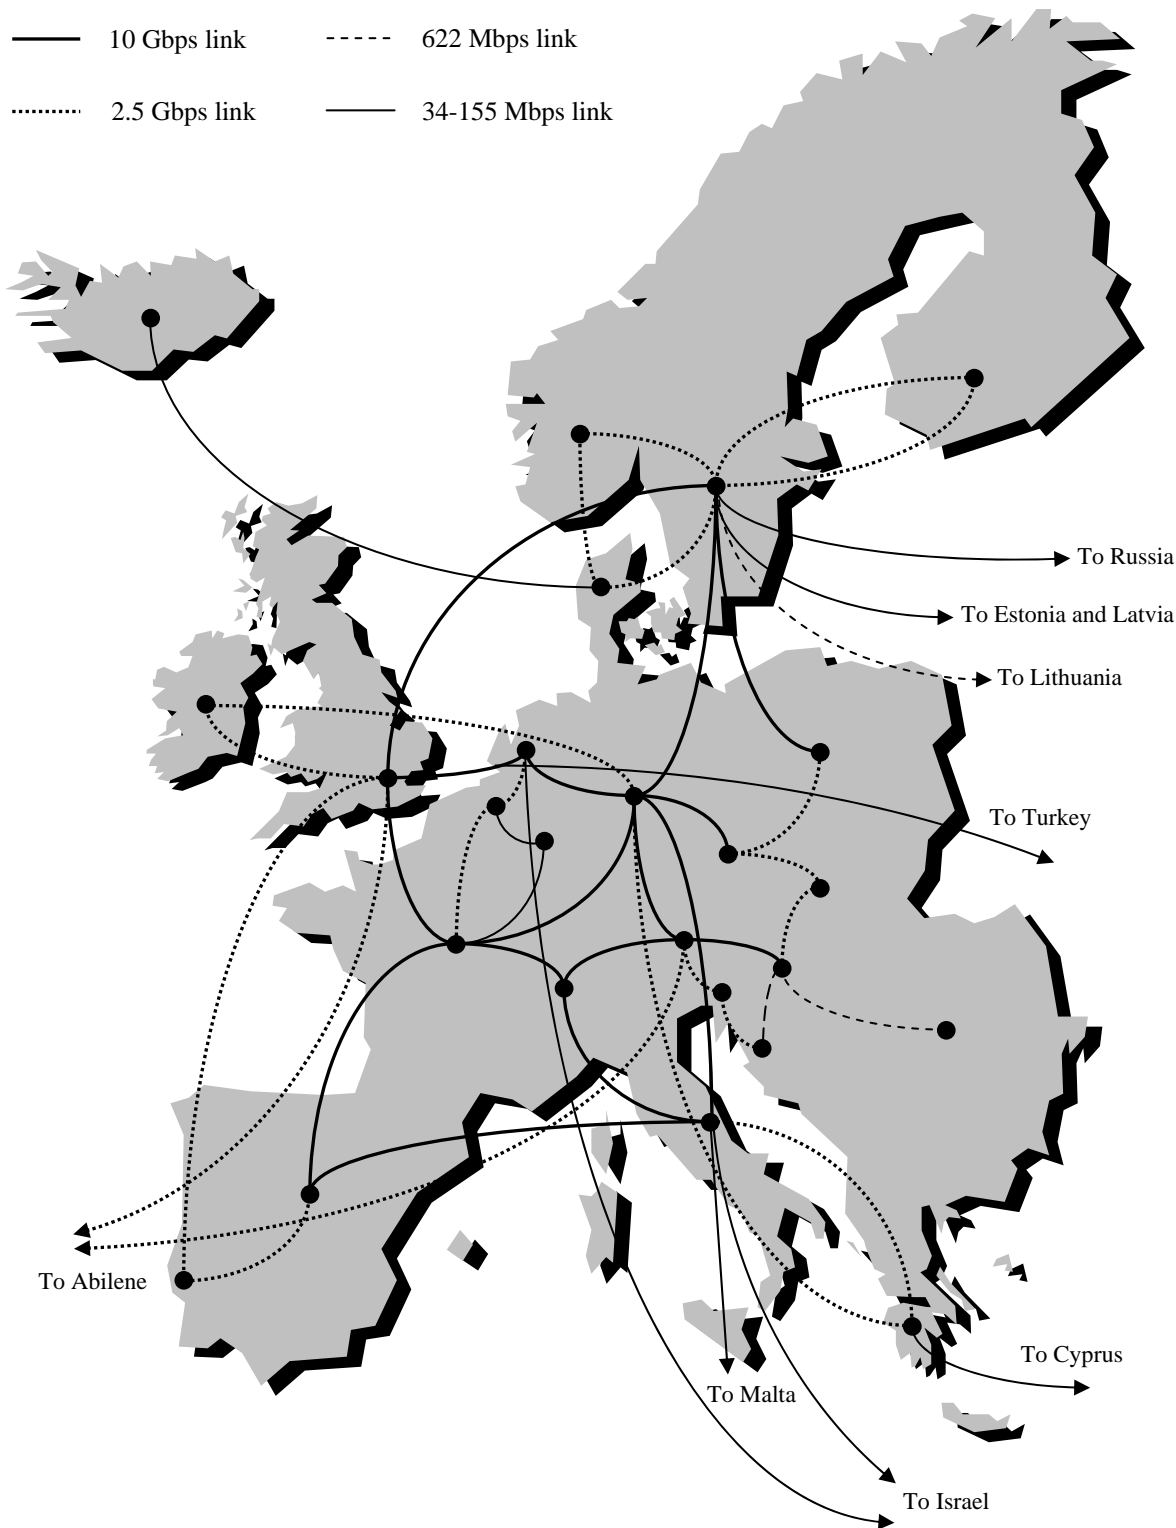 10 Gbps link
622 Mbps link
2.5 Gbps link
34-155 Mbps link
To Russia
To Estonia and Latvia
To Lithuania
To Turkey
To Abilene
To Cyprus
To Malta
To Israel